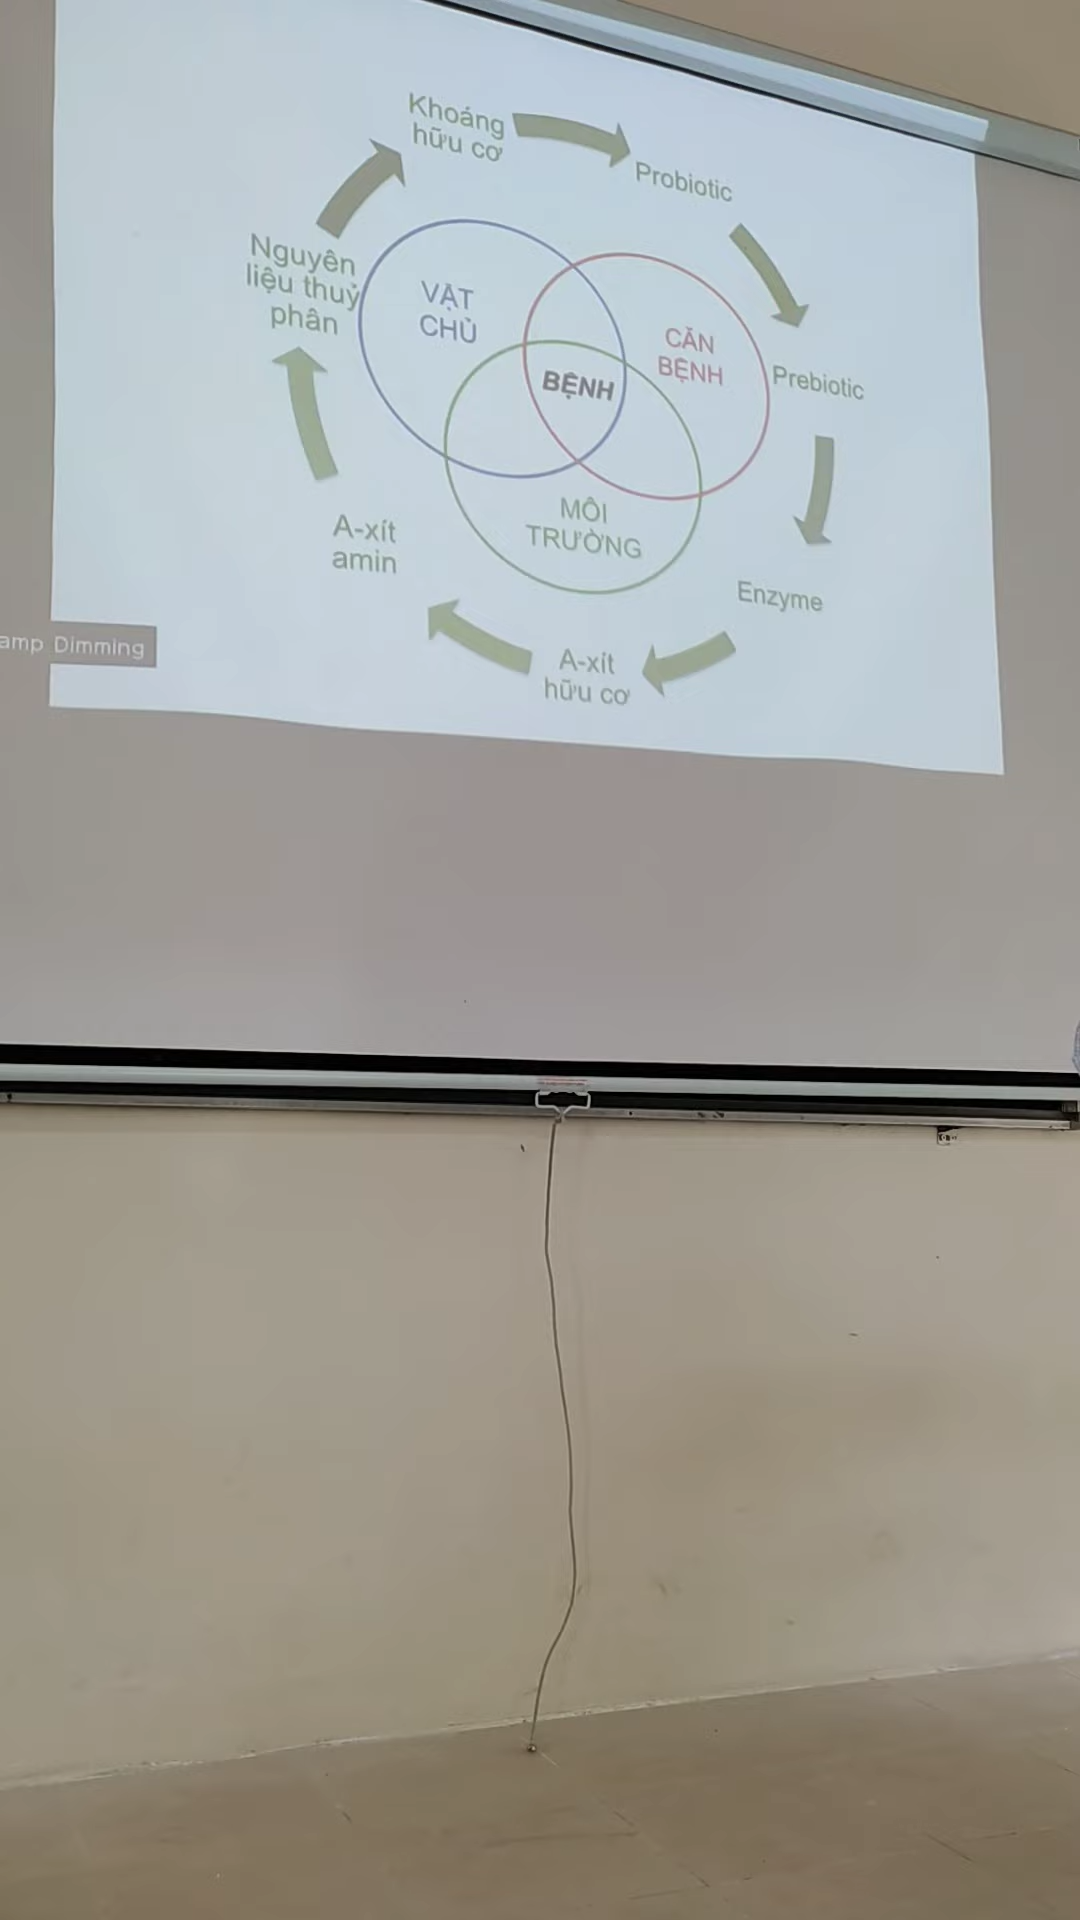 Khoáng
hữu cơ
Probiotic
Nguyên
liệu thuỷ
phân
VẬT
CHỦ
CĂN
BỆNH
BỆNH
Prebiotic
MÔI
TRƯỜNG
A-xít
amin
Enzyme
A-xít
hữu cơ
amp Dimming